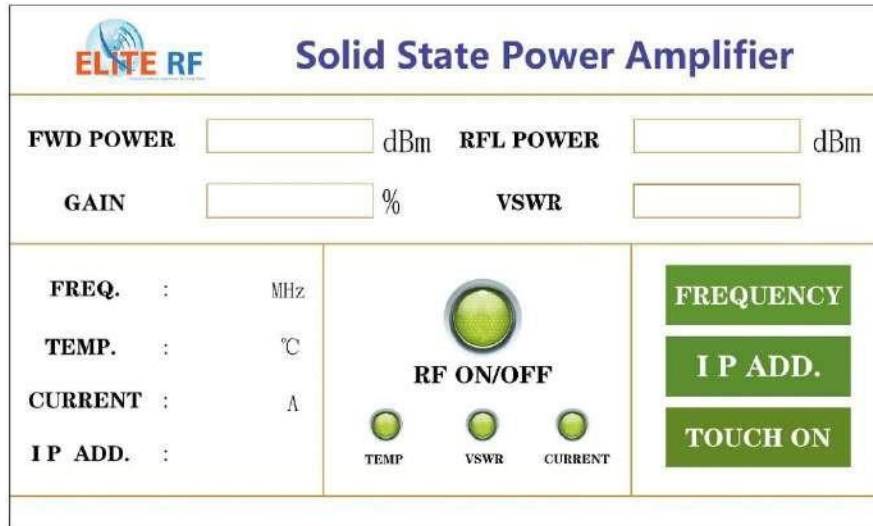 ELITE RF
Solid State Power Amplifier
FWD POWER dBm RFL POWER dBm
GAIN % VSWR
FREQ. : MHz
TEMP. : ℃
CURRENT : A
I P ADD. :
RF ON/OFF
TEMP VSWR CURRENT
FREQUENCY
I P ADD.
TOUCH ON